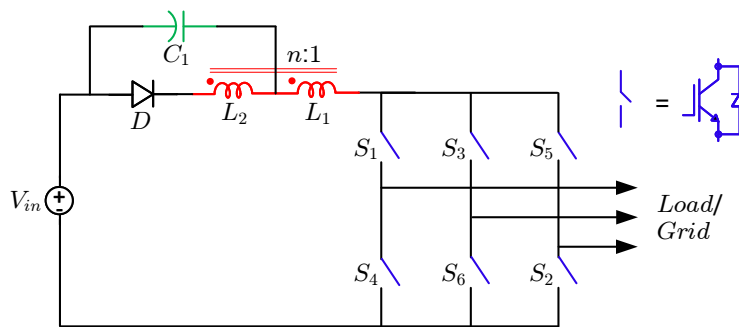 C1
n:1
D
L2
L1
S1
S3
S5
=
Vin
+
-
Load/
Grid
S4
S6
S2